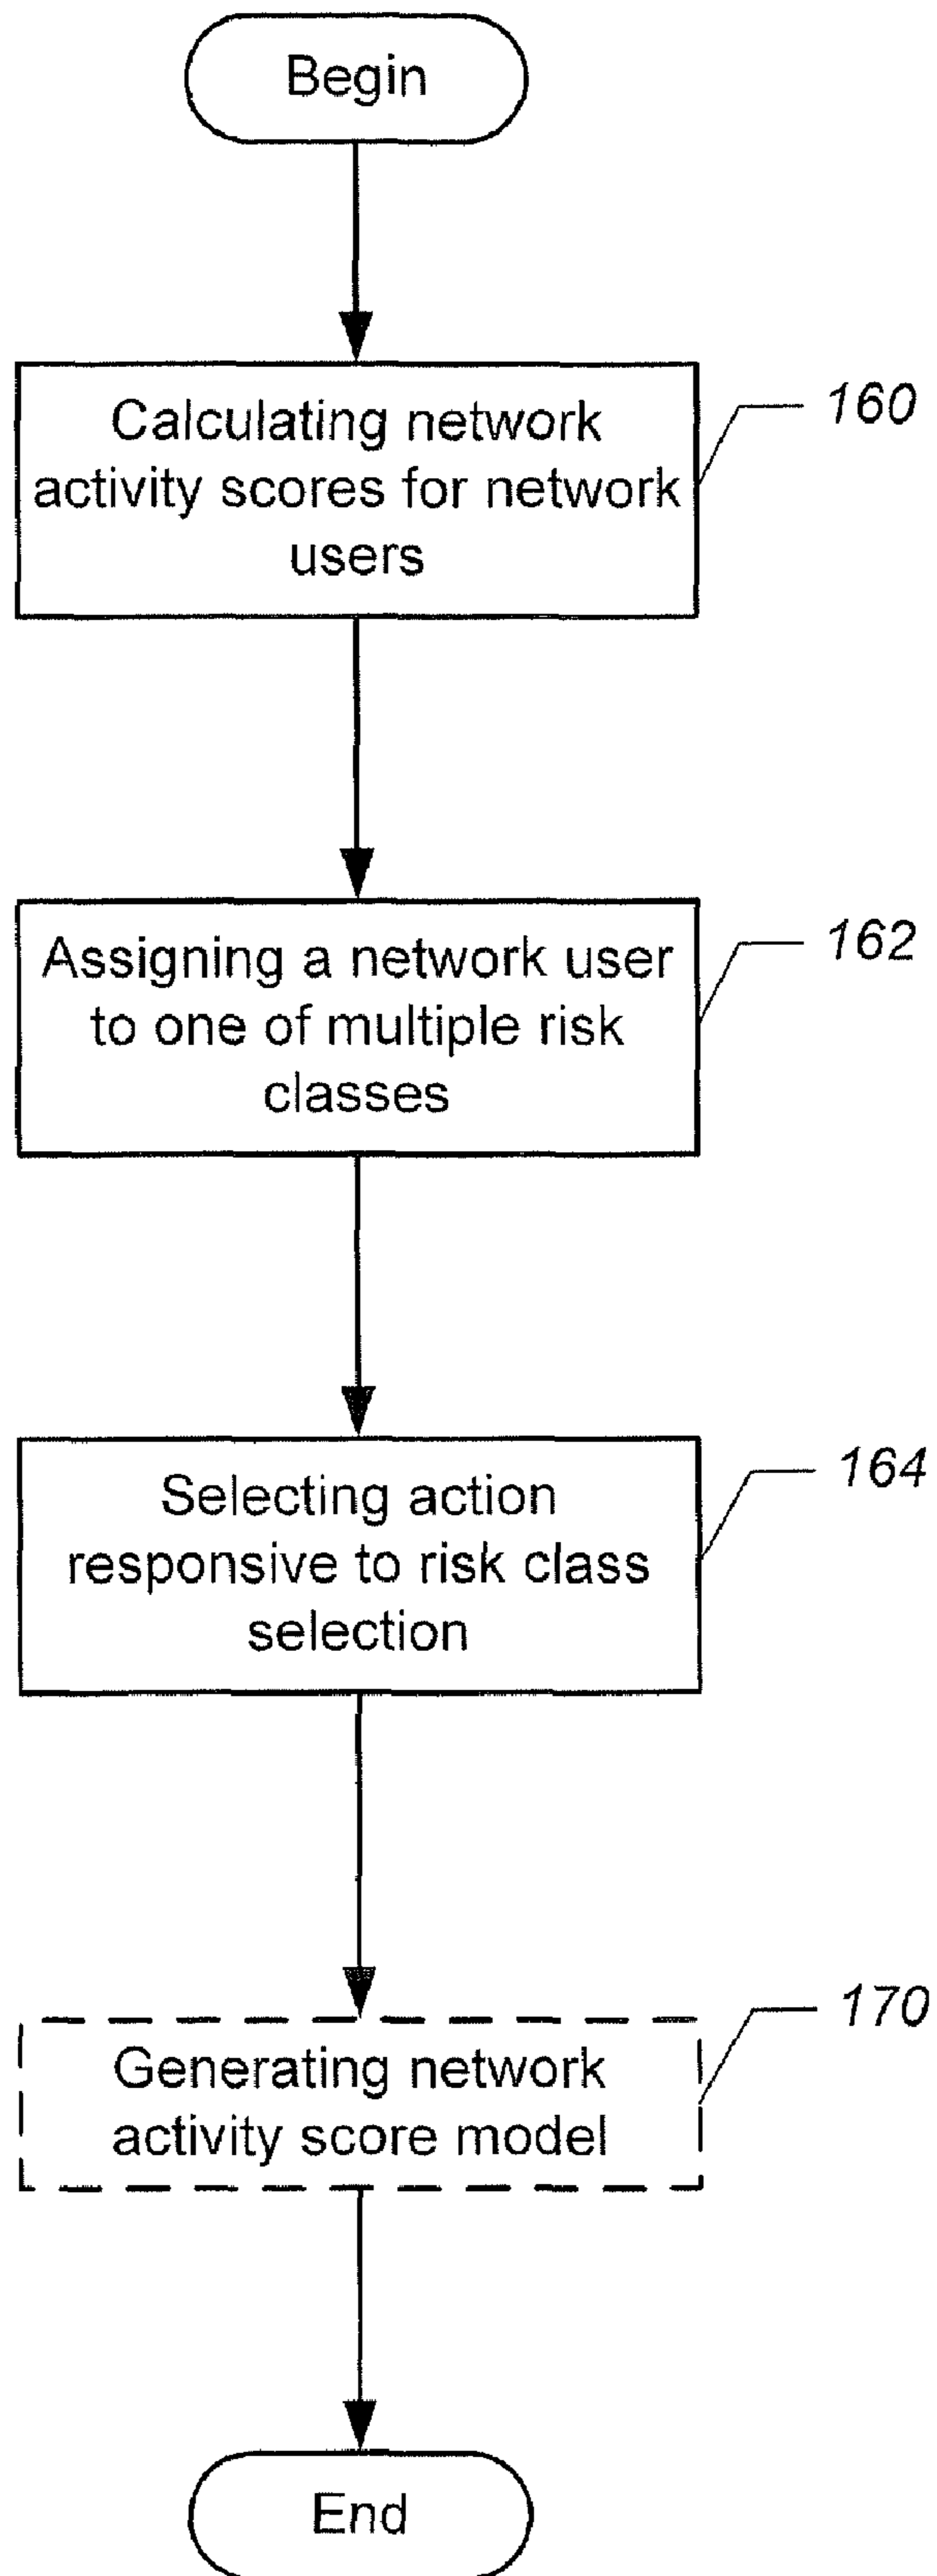 Begin
Calculating network
activity scores for network
users
160
Assigning a network user
to one of multiple risk
classes
162
Selecting action
responsive to risk class
selection
164
Generating network
activity score model
170
End